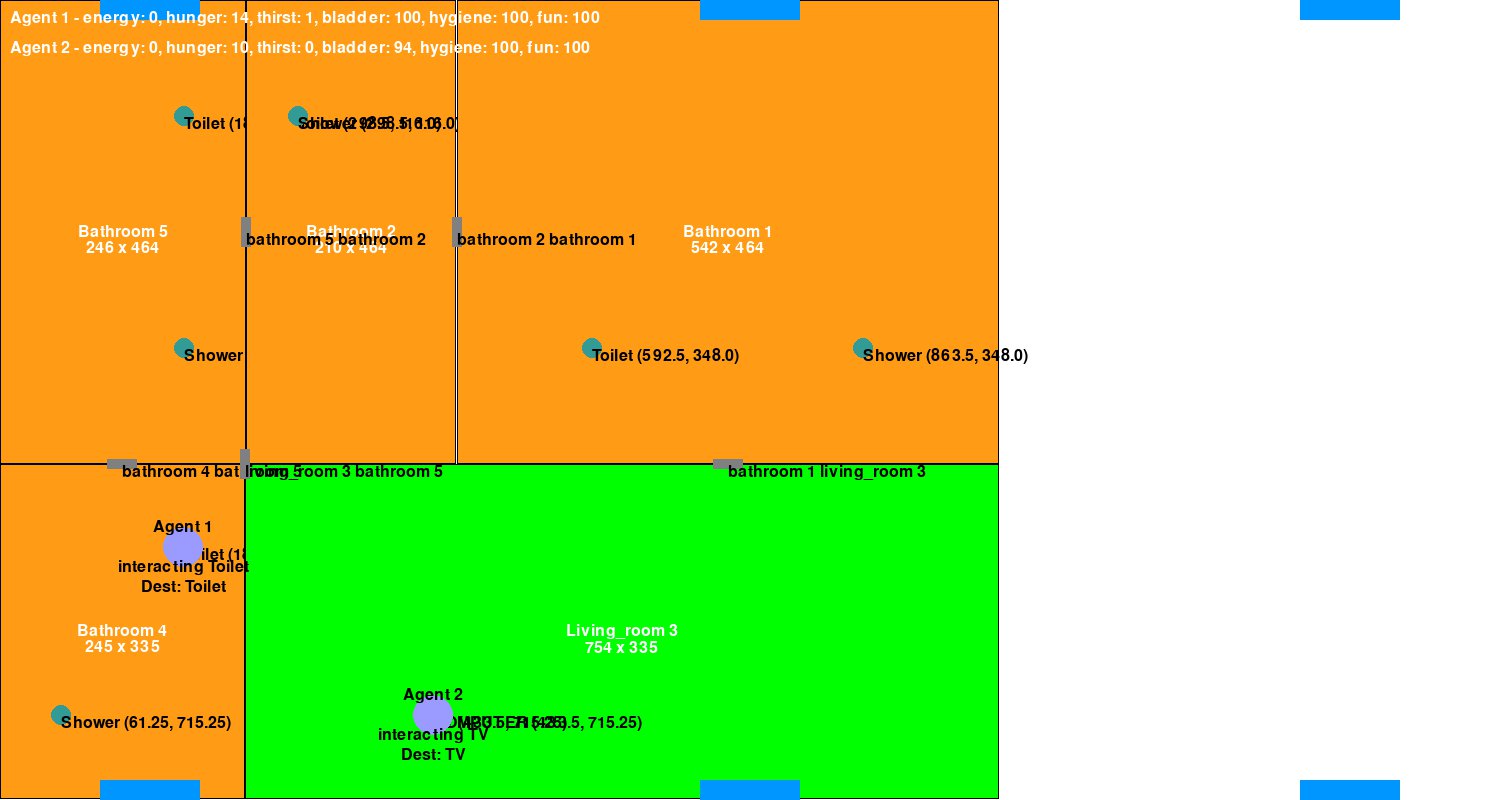 Agent 1 - energy: 0, hunger: 14, thirst: 1, bladder: 100, hygiene: 100, fun: 100
Agent 2 - energy: 0, hunger: 10, thirst: 0, bladder: 94, hygiene: 100, fun: 100
Toilet (18
Bathroom 5
246 x 464
Bathroom 2
210 x 464
Bathroom 1
542 x 464
bathroom 5 bathroom 2
bathroom 2 bathroom 1
Shower
Toilet (592.5, 348.0)
Shower (863.5, 348.0)
bathroom 4
living_room 3 bathroom 5
bathroom 1 living_room 3
Agent 1
interacting Toilet
Dest: Toilet
Bathroom 4
245 x 335
Living_room 3
754 x 335
Agent 2
Shower (61.25, 715.25)
715.25)
interacting TV
Dest: TV